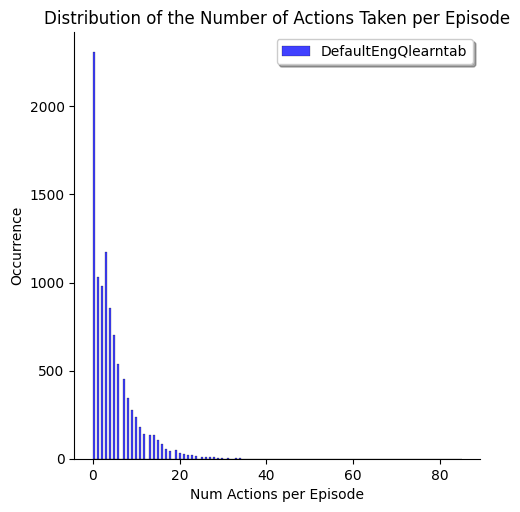 Distribution of the Number of Actions Taken per Episode
DefaultEngQlearntab
2000
1500
1000
500
0
Occurrence
0 20 40 60 80
Num Actions per Episode